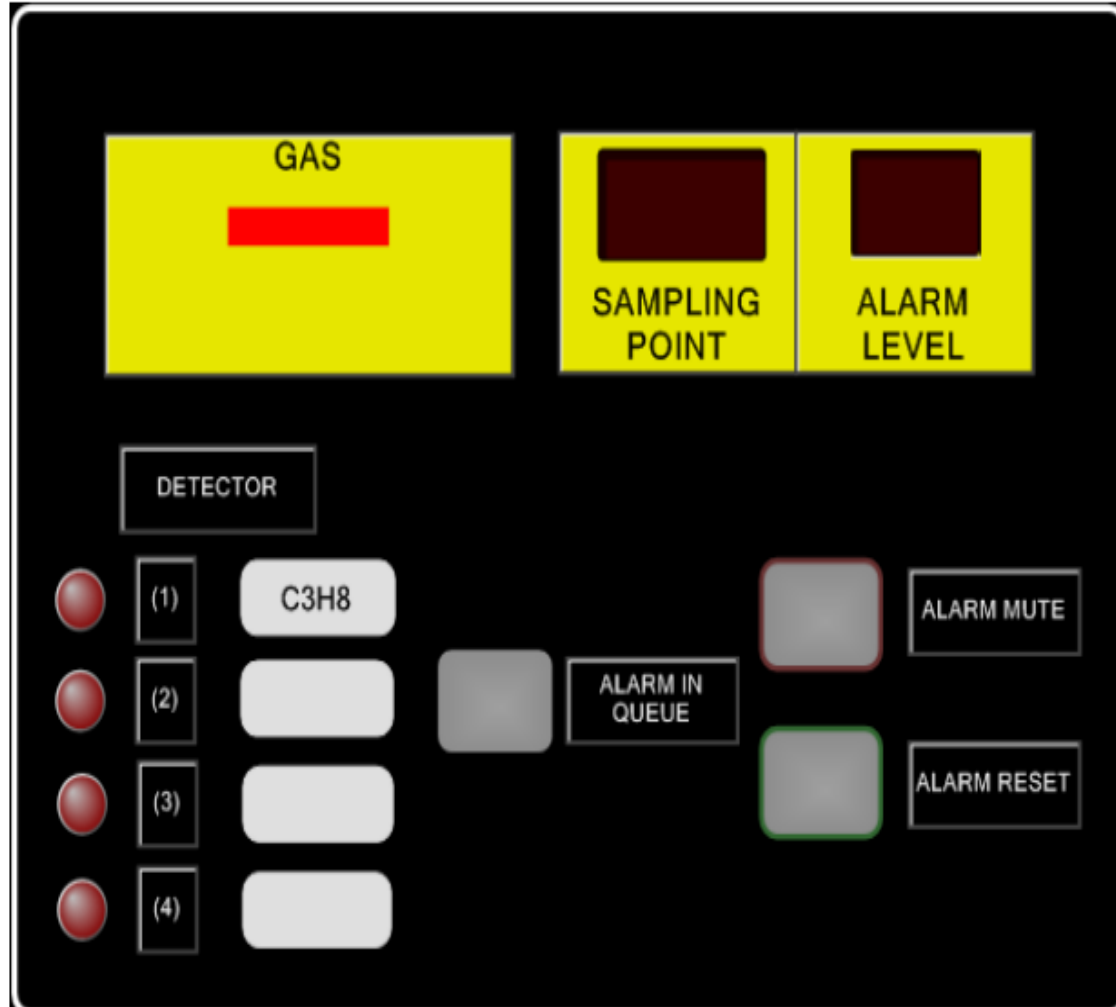 GAS
SAMPLING
POINT
ALARM
LEVEL
DETECTOR
(1)
C3H8
ALARM MUTE
(2)
ALARM IN
QUEUE
(3)
ALARM RESET
(4)